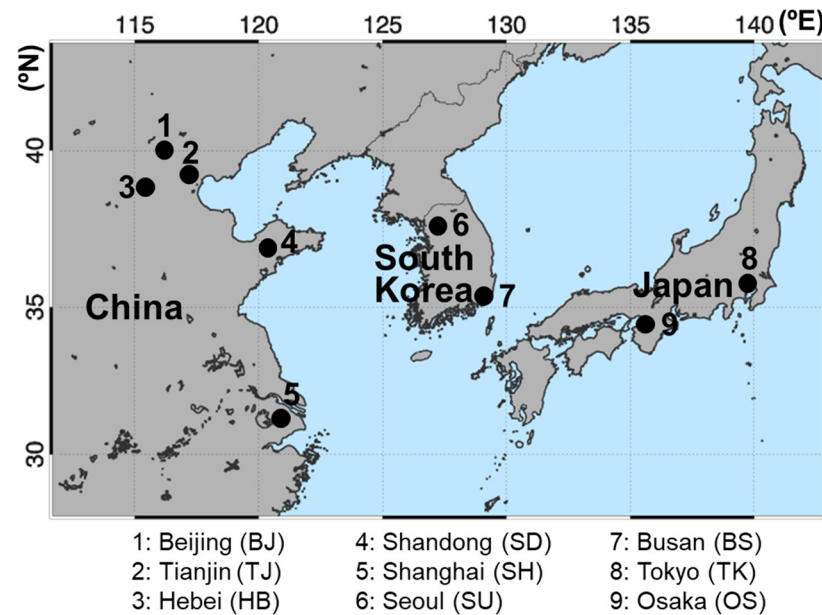 115 120 125 130 135 140 (ºE)
(ºN)
1
40
2
3
4
6
South
Korea
7
8
Japan
China
35
9
5
30
1: Beijing (BJ) 4: Shandong (SD) 7: Busan (BS)
2: Tianjin (TJ) 5: Shanghai (SH) 8: Tokyo (TK)
3: Hebei (HB) 6: Seoul (SU) 9: Osaka (OS)